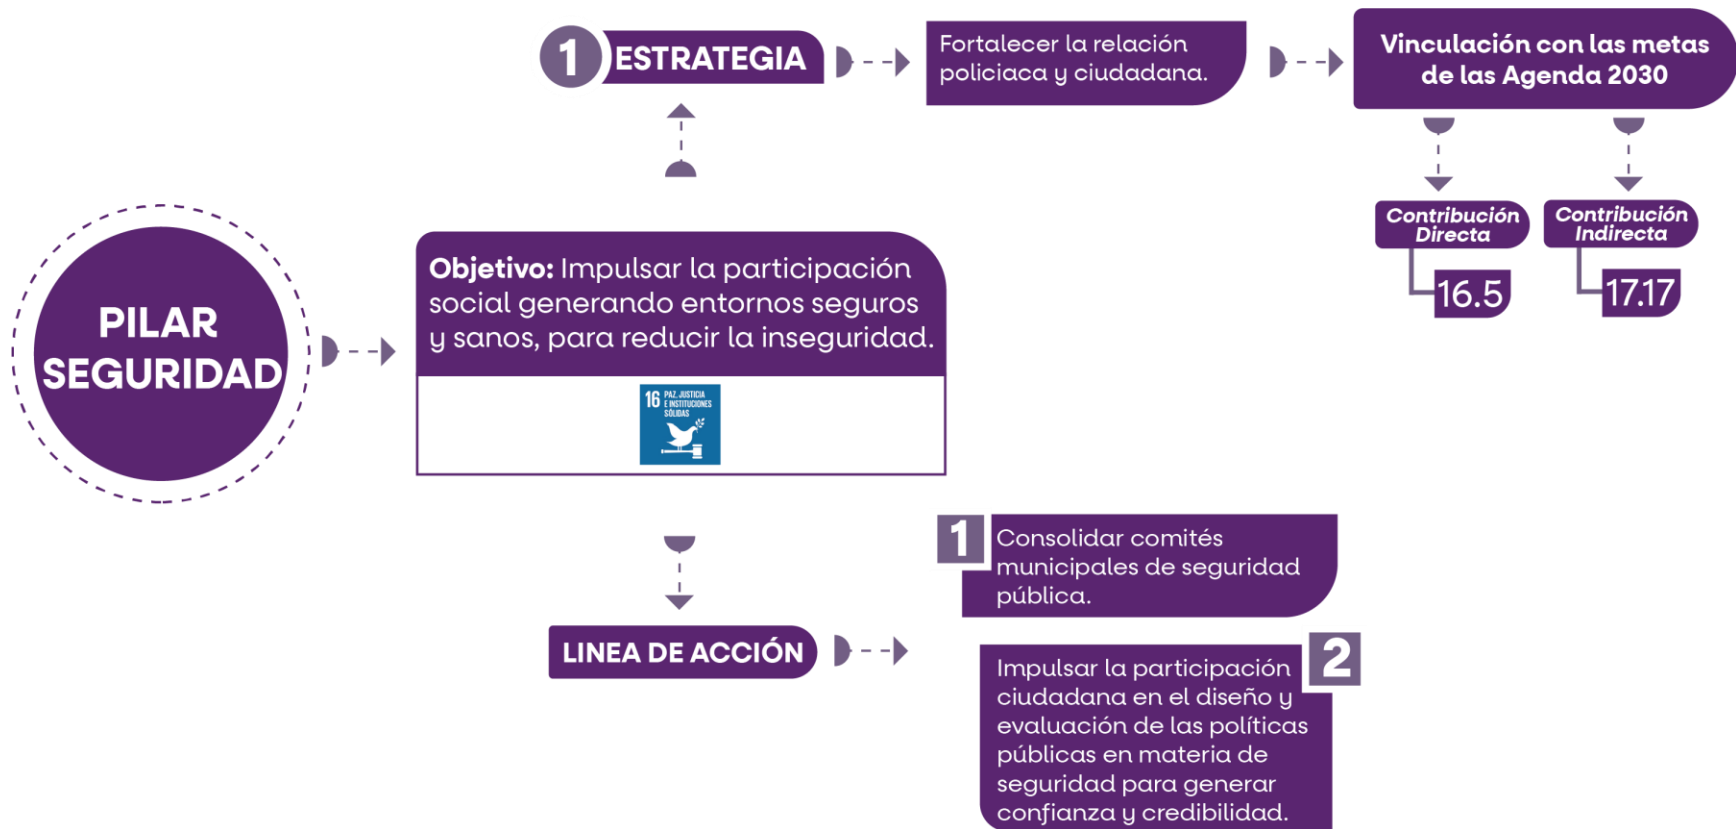 1 ESTRATEGIA
Fortalecer la relación
policiaca y ciudadana.
Vinculación con las metas
de las Agenda 2030
Contribución
Directa
16.5
Contribución
Indirecta
17.17
PILAR
SEGURIDAD
Objetivo: Impulsar la participación
social generando entornos seguros
y sanos, para reducir la inseguridad.
16 PAZ, JUSTICIA
E INSTITUCIONES
SÓLIDAS
LINEA DE ACCIÓN
1
Consolidar comités
municipales de seguridad
pública.
2
Impulsar la participación
ciudadana en el diseño y
evaluación de las políticas
públicas en materia de
seguridad para generar
confianza y credibilidad.